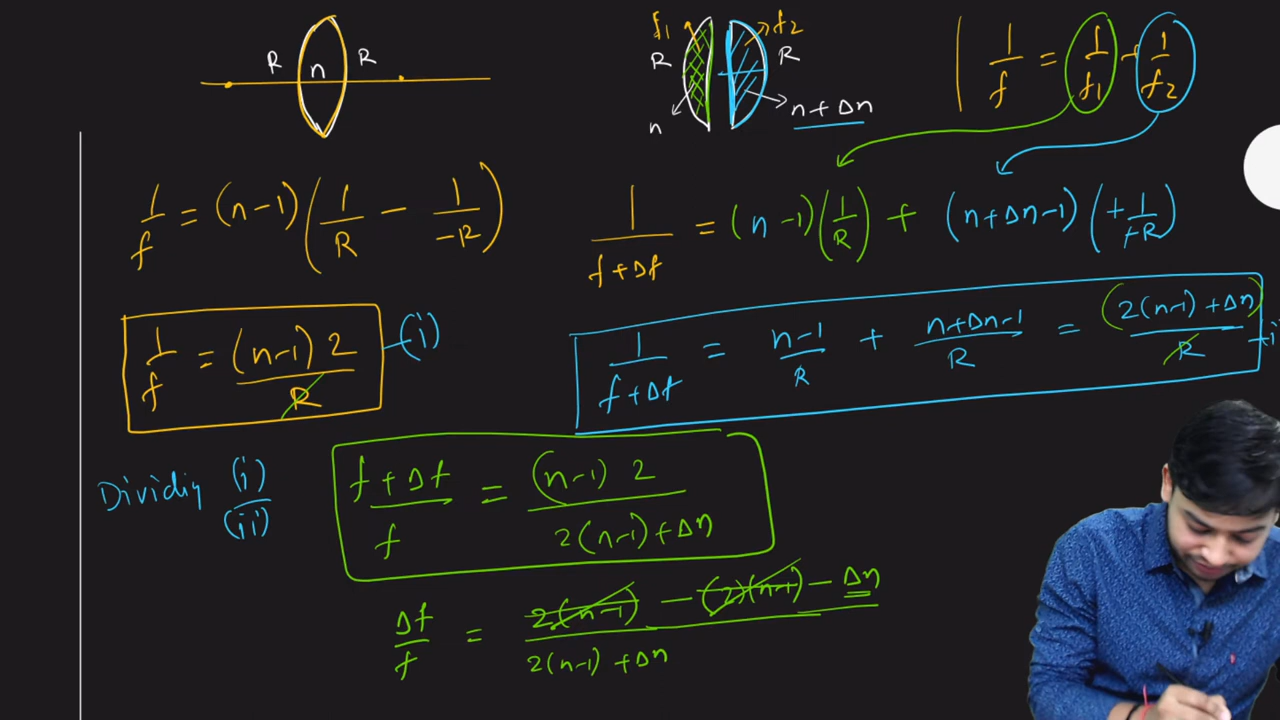 R n R
f₁ f₂
R R
n n + Δn
1/f = 1/f₁ + 1/f₂
1/f = (n-1)(1/R - 1/-R)
1/(f+Δf) = (n-1)(1/R) + (n+Δn-1)(+1/+R)
1/f = (n-1) 2/R -(i)
1/(f+Δf) = (n-1)/R + (n+Δn-1)/R = (2(n-1)+Δn)/R
Dividig (i)/(ii)
(f+Δf)/f = (n-1) 2/(2(n-1)+Δn)
Δf/f = (2(n-1) - (2)(n-1) - Δn)/(2(n-1)+Δn)